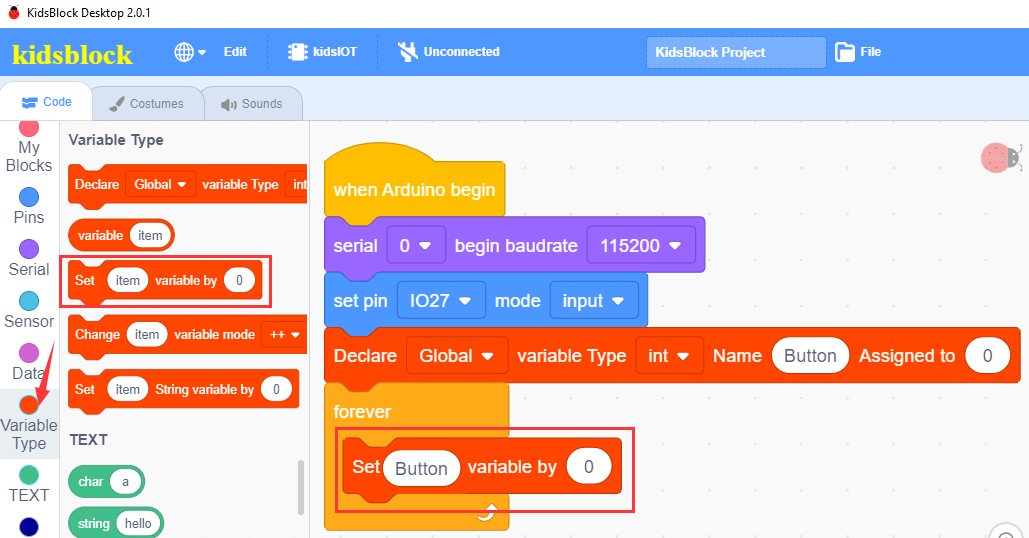 KidsBlock Desktop 2.0.1
kidsblock Edit kidsIOT Unconnected KidsBlock Project File
Code Costumes Sounds
My
Blocks
Pins
Serial
Sensor
Data
Variable
Type
TEXT
Variable Type
Declare Global variable Type int
variable item
Set item variable by 0
Change item variable mode ++
Set item String variable by 0
TEXT
char a
string hello
when Arduino begin
serial 0 begin baudrate 115200
set pin IO27 mode input
Declare Global variable Type int Name Button Assigned to 0
forever
Set Button variable by 0